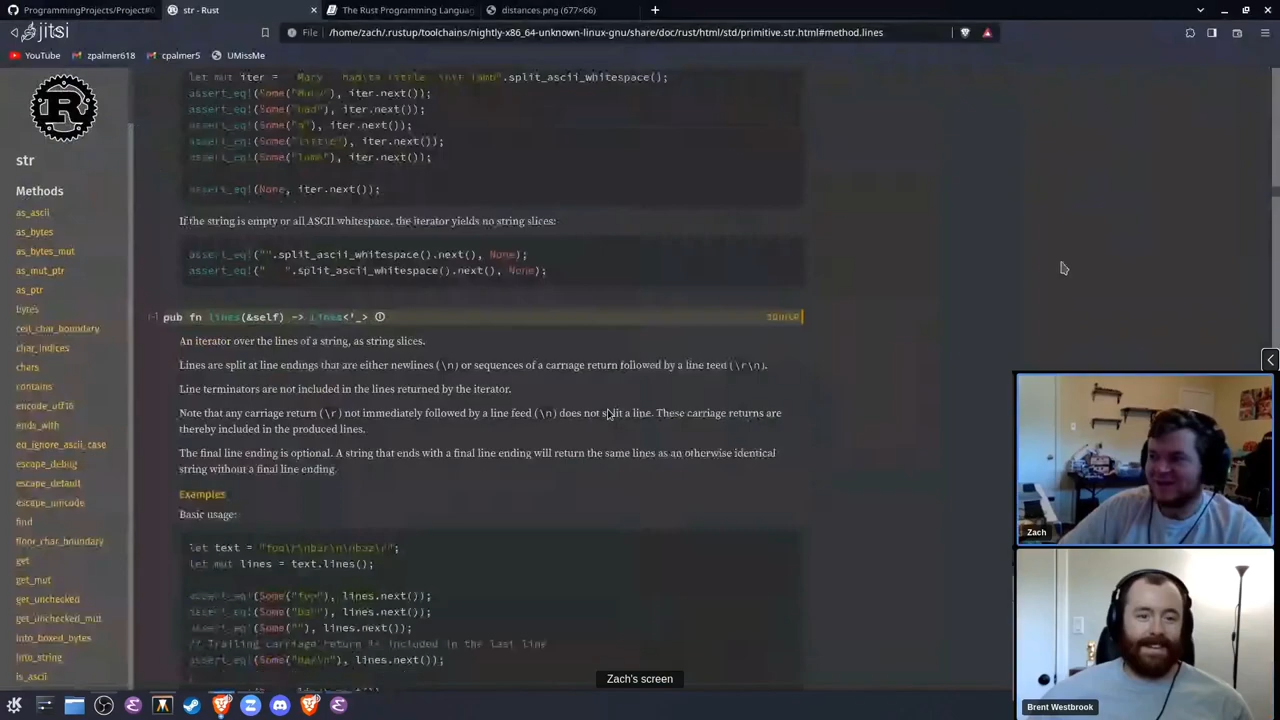 ProgrammingProjects/Project#0
str - Rust
The Rust Programming Langua
distances.png (677×66)
jitsi
File
/home/zach/.rustup/toolchains/nightly-x86_64-unknown-linux-gnu/share/doc/rust/html/std/primitive.str.html#method.lines
YouTube
zpalmer618
cpalmer5
UMissMe
str
Methods
as_ascii
as_bytes
as_bytes_mut
as_mut_ptr
as_ptr
bytes
ceil_char_boundary
char_indices
chars
contains
encode_utf16
ends_with
eq_ignore_ascii_case
escape_debug
escape_default
escape_unicode
find
floor_char_boundary
get
get_mut
get_unchecked
get_unchecked_mut
into_boxed_bytes
into_string
is_ascii
let mut iter = " Mary had\ta little \n\t lamb".split_ascii_whitespace();
assert_eq!(Some("Mary"), iter.next());
assert_eq!(Some("had"), iter.next());
assert_eq!(Some("a"), iter.next());
assert_eq!(Some("little"), iter.next());
assert_eq!(Some("lamb"), iter.next());
assert_eq!(None, iter.next());
If the string is empty or all ASCII whitespace, the iterator yields no string slices:
assert_eq!("".split_ascii_whitespace().next(), None);
assert_eq!("   ".split_ascii_whitespace().next(), None);
pub fn lines(&self) -> Lines<'_>
source
An iterator over the lines of a string, as string slices.
Lines are split at line endings that are either newlines (\n) or sequences of a carriage return followed by a line feed (\r\n).
Line terminators are not included in the lines returned by the iterator.
Note that any carriage return (\r) not immediately followed by a line feed (\n) does not split a line. These carriage returns are
thereby included in the produced lines.
The final line ending is optional. A string that ends with a final line ending will return the same lines as an otherwise identical
string without a final line ending.
Examples
Basic usage:
let text = "foo\r\nbar\n\nbaz\r";
let mut lines = text.lines();
assert_eq!(Some("foo"), lines.next());
assert_eq!(Some("bar"), lines.next());
assert_eq!(Some(""), lines.next());
// Trailing carriage return is included in the last line
assert_eq!(Some("baz\r"), lines.next());
Zach
Brent Westbrook
Zach's screen